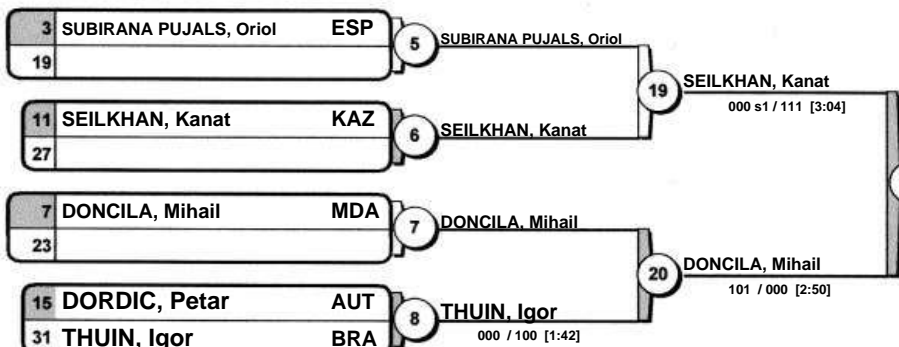 3 SUBIRANA PUJALS, Oriol ESP
19
5
SUBIRANA PUJALS, Oriol
11 SEILKHAN, Kanat KAZ
27
6
SEILKHAN, Kanat
19
SEILKHAN, Kanat
000 s1 / 111 [3:04]
7 DONCILA, Mihail MDA
23
7
DONCILA, Mihail
15 DORDIC, Petar AUT
31 THUIN, Igor BRA
8
THUIN, Igor
000 / 100 [1:42]
20
DONCILA, Mihail
101 / 000 [2:50]